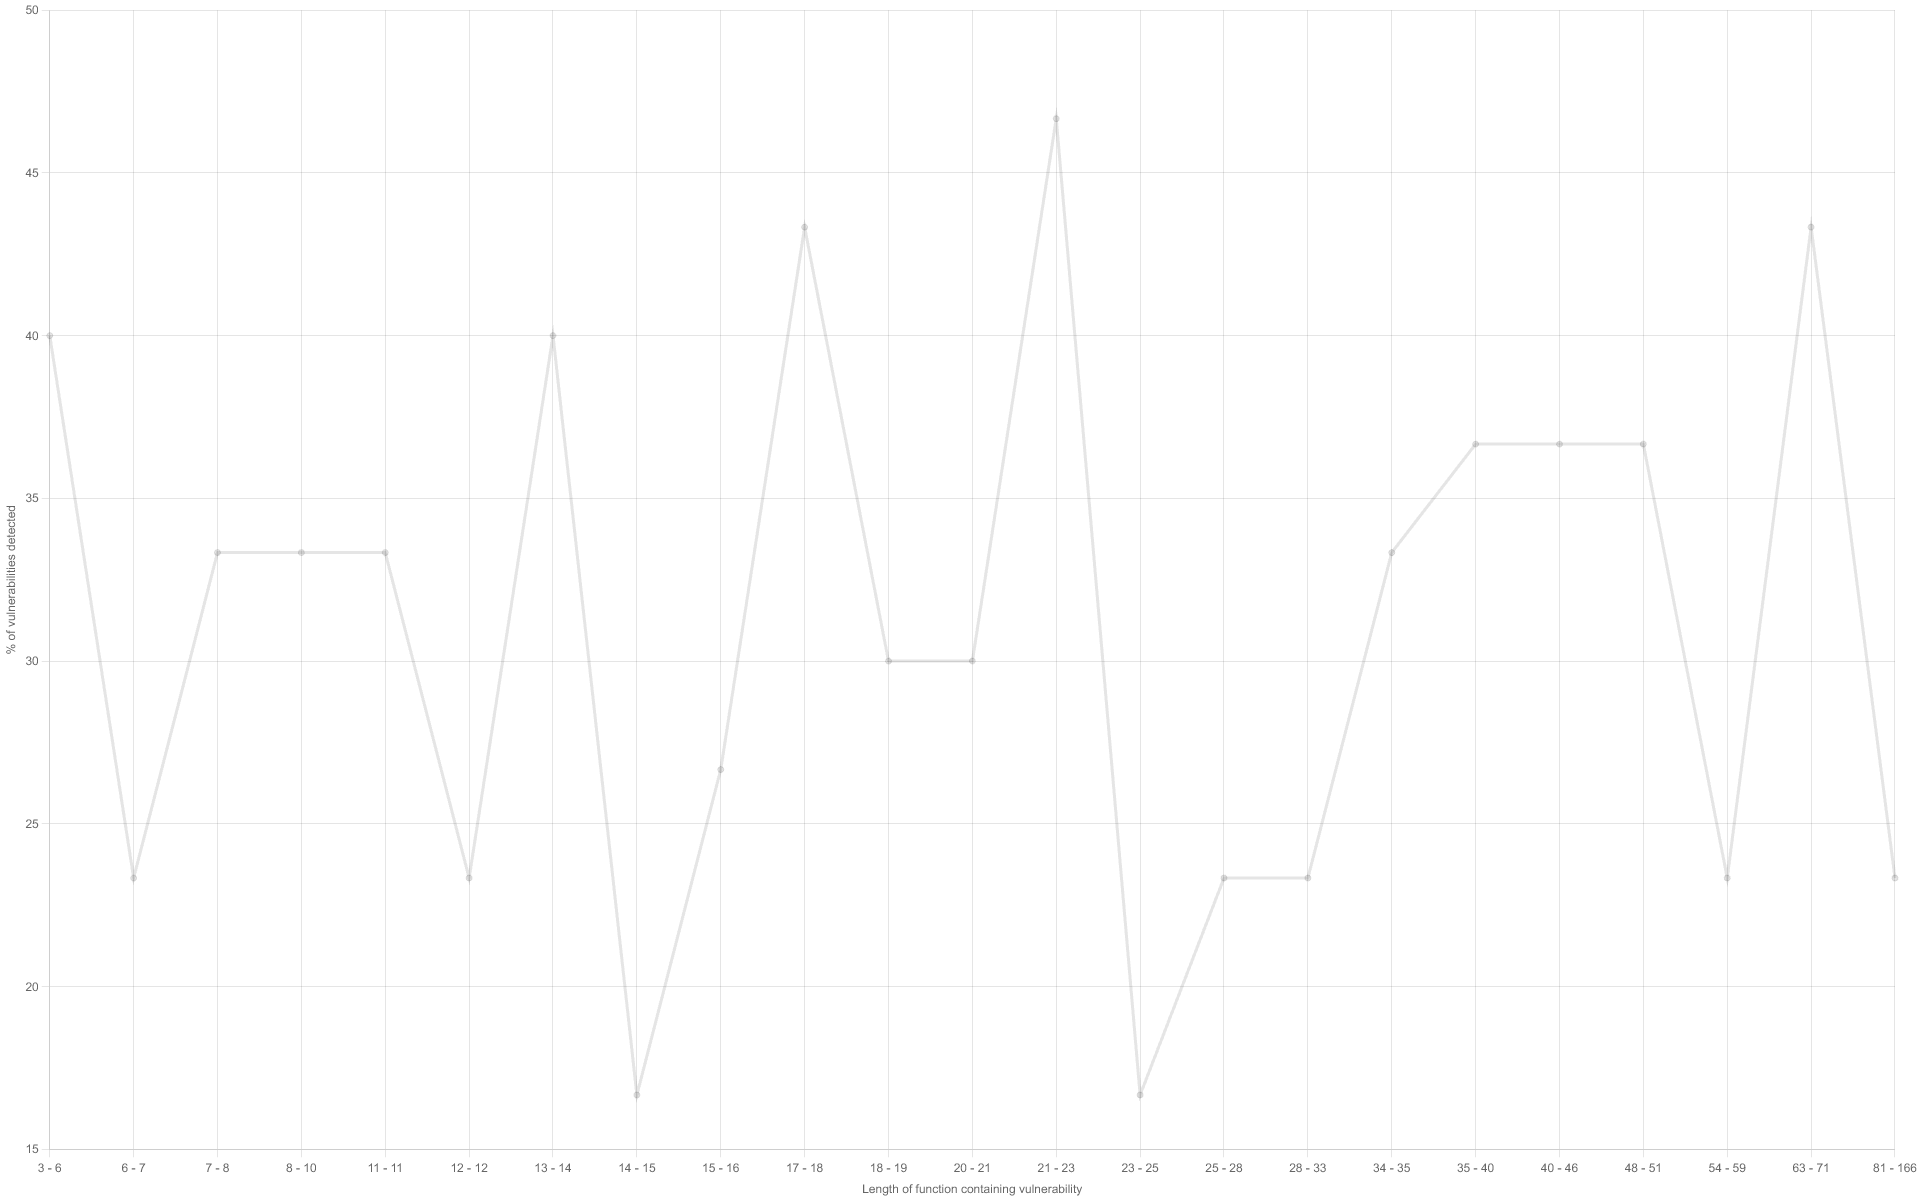 50
45
40
35
30
25
20
15
% of vulnerabilities detected
3 - 6 6 - 7 7 - 8 8 - 10 11 - 11 12 - 12 13 - 14 14 - 15 15 - 16 17 - 18 18 - 19 20 - 21 21 - 23 23 - 25 25 - 28 28 - 33 34 - 35 35 - 40 40 - 46 48 - 51 54 - 59 63 - 71 81 - 166
Length of function containing vulnerability